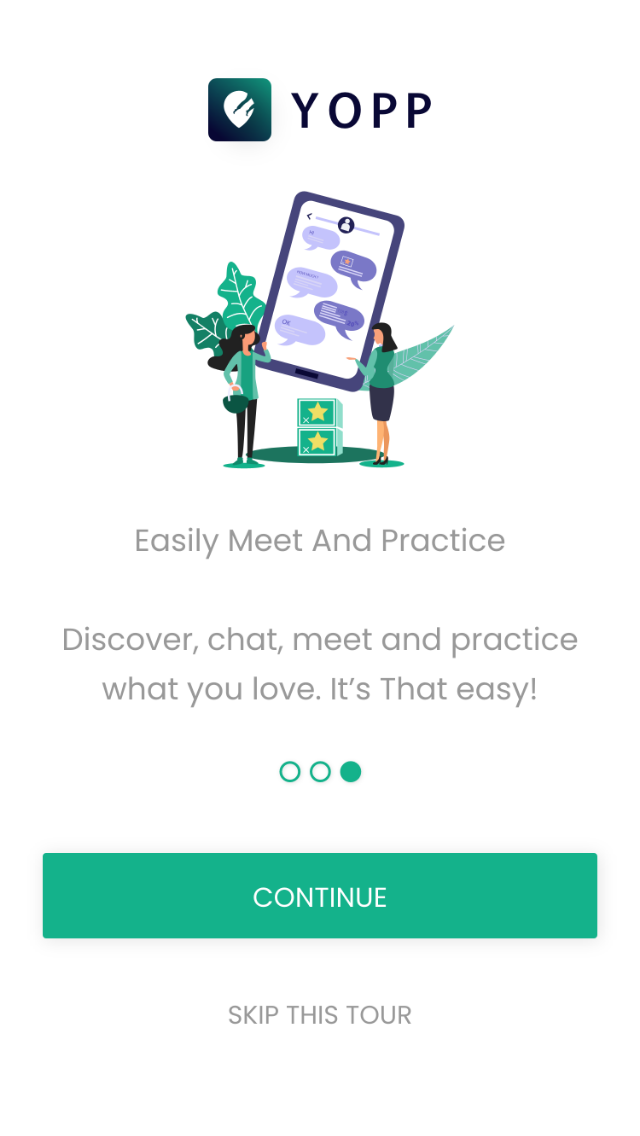 YOPP
OK
Easily Meet And Practice
Discover, chat, meet and practice
what you love. It’s That easy!
CONTINUE
SKIP THIS TOUR